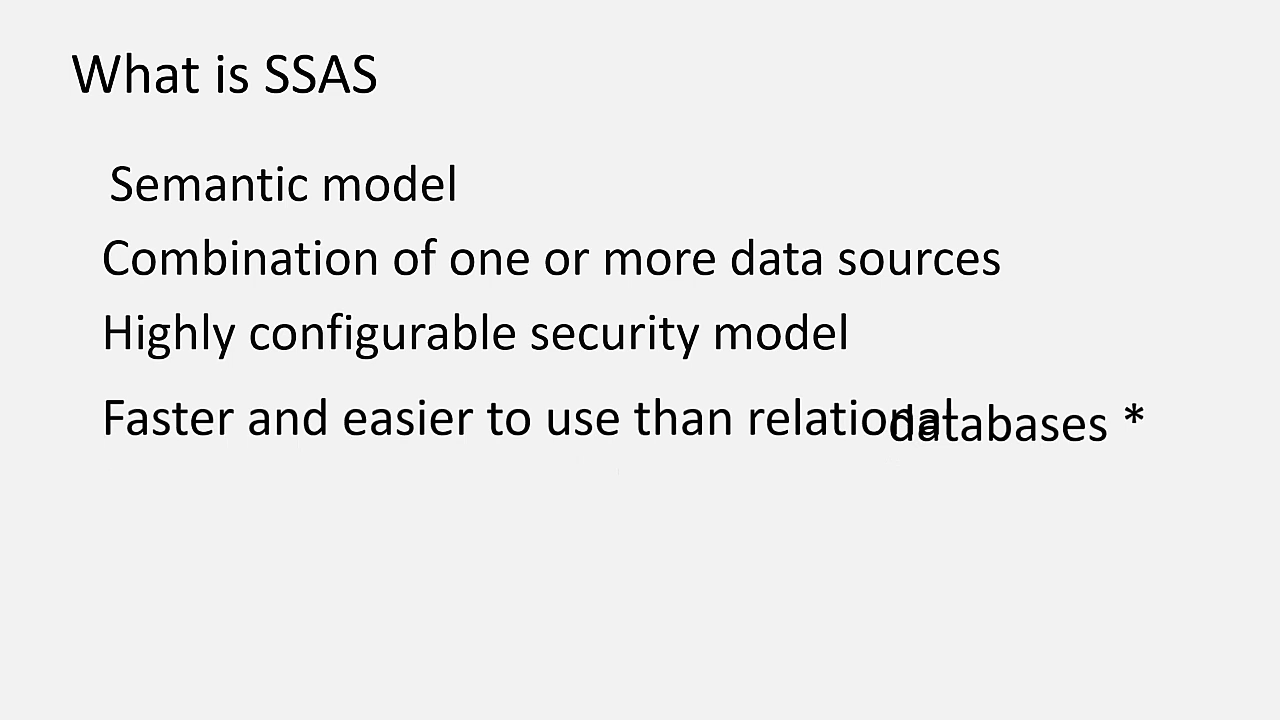 What is SSAS
Semantic model
Combination of one or more data sources
Highly configurable security model
Faster and easier to use than relational databases *